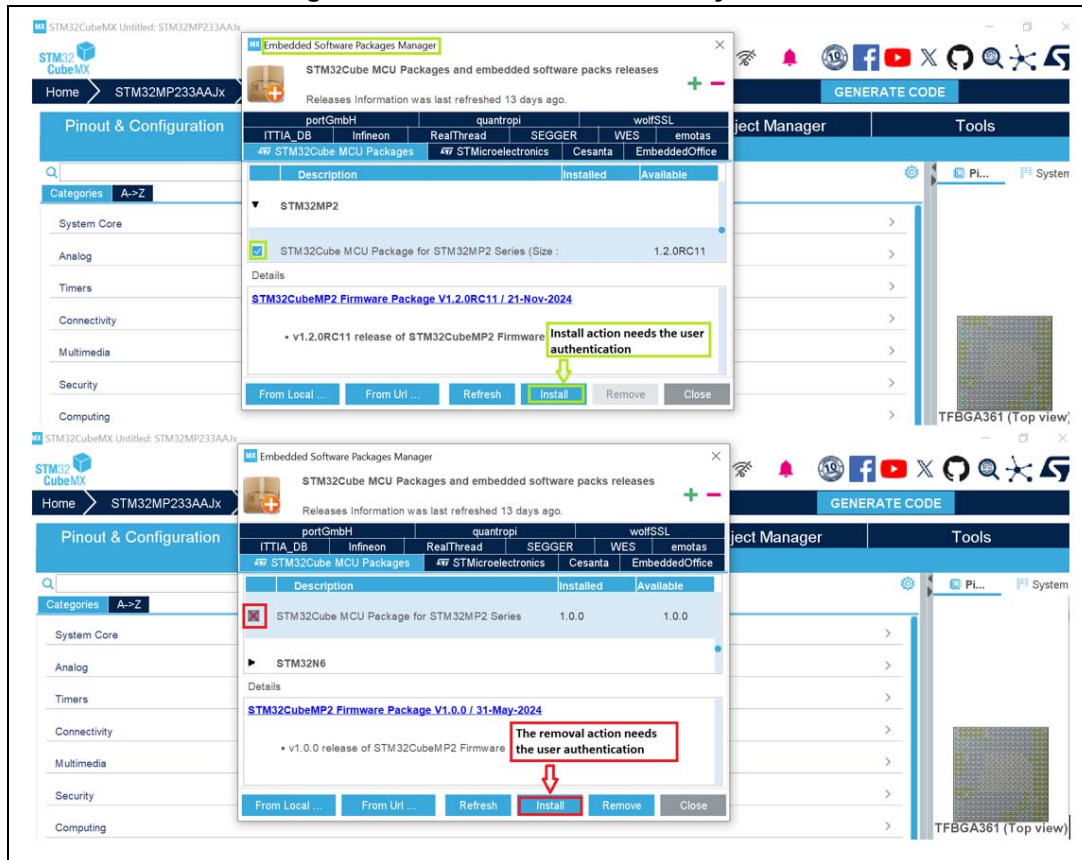 STM32CubeMX Untitled: STM32MP233AAJx
STM32
CubeMX
Home STM32MP233AAJx
GENERATE CODE
Pinout & Configuration
ject Manager
Tools
Categories A->Z
System Core
Analog
Timers
Connectivity
Multimedia
Security
Computing
Pi... System
TFBGA361 (Top view)
Embedded Software Packages Manager
STM32Cube MCU Packages and embedded software packs releases
Releases Information was last refreshed 13 days ago.
portGmbH quantropi wolfSSL
ITTIA_DB Infineon RealThread SEGGER WES emotas
STM32Cube MCU Packages STMicroelectronics Cesanta EmbeddedOffice
Description Installed Available
STM32MP2
STM32Cube MCU Package for STM32MP2 Series (Size : 1.2.0RC11
Details
STM32CubeMP2 Firmware Package V1.2.0RC11 / 21-Nov-2024
• v1.2.0RC11 release of STM32CubeMP2 Firmware
Install action needs the user
authentication
From Local ... From Url ... Refresh Install Remove Close
STM32CubeMX Untitled: STM32MP233AAJx
STM32
CubeMX
Home STM32MP233AAJx
GENERATE CODE
Pinout & Configuration
ject Manager
Tools
Categories A->Z
System Core
Analog
Timers
Connectivity
Multimedia
Security
Computing
Pi... System
TFBGA361 (Top view)
Embedded Software Packages Manager
STM32Cube MCU Packages and embedded software packs releases
Releases Information was last refreshed 13 days ago.
portGmbH quantropi wolfSSL
ITTIA_DB Infineon RealThread SEGGER WES emotas
STM32Cube MCU Packages STMicroelectronics Cesanta EmbeddedOffice
Description Installed Available
STM32Cube MCU Package for STM32MP2 Series 1.0.0 1.0.0
STM32N6
Details
STM32CubeMP2 Firmware Package V1.0.0 / 31-May-2024
• v1.0.0 release of STM32CubeMP2 Firmware
The removal action needs
the user authentication
From Local ... From Url ... Refresh Install Remove Close